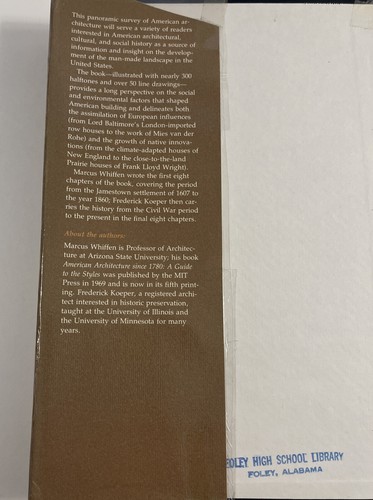 This panoramic survey of American ar-
chitecture will serve a variety of readers
interested in American architectural,
cultural, and social history as a source of
information and insight on the develop-
ment of the man-made landscape in the
United States.
The book—illustrated with nearly 300
halftones and over 50 line drawings—
provides a long perspective on the social
and environmental factors that shaped
American building and delineates both
the assimilation of European influences
(from Lord Baltimore's London-imported
row houses to the work of Mies van der
Rohe) and the growth of native innova-
tions (from the climate-adapted houses of
New England to the close-to-the-land
Prairie houses of Frank Lloyd Wright).
Marcus Whiffen wrote the first eight
chapters of the book, covering the period
from the Jamestown settlement of 1607 to
the year 1860; Frederick Koeper then car-
ries the history from the Civil War period
to the present in the final eight chapters.
About the authors:
Marcus Whiffen is Professor of Architec-
ture at Arizona State University; his book
American Architecture since 1780: A Guide
to the Styles was published by the MIT
Press in 1969 and is now in its fifth print-
ing. Frederick Koeper, a registered archi-
tect interested in historic preservation,
taught at the University of Illinois and
the University of Minnesota for many
years.
FOLEY HIGH SCHOOL LIBRARY
FOLEY, ALABAMA